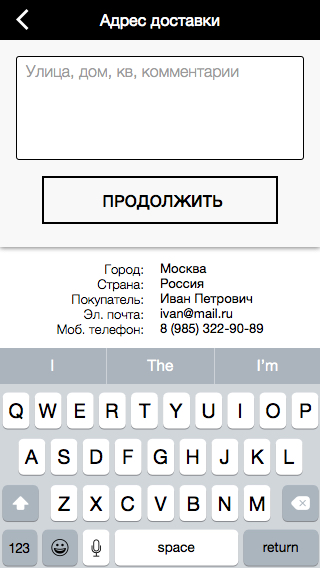 Адрес доставки
Улица, дом, кв, комментарии
ПРОДОЛЖИТЬ
Город: Москва
Страна: Россия
Покупатель: Иван Петрович
Эл. почта: ivan@mail.ru
Моб. телефон: 8 (985) 322-90-89
I The I'm
Q W E R T Y U I O P
A S D F G H J K L
Z X C V B N M
123 space return